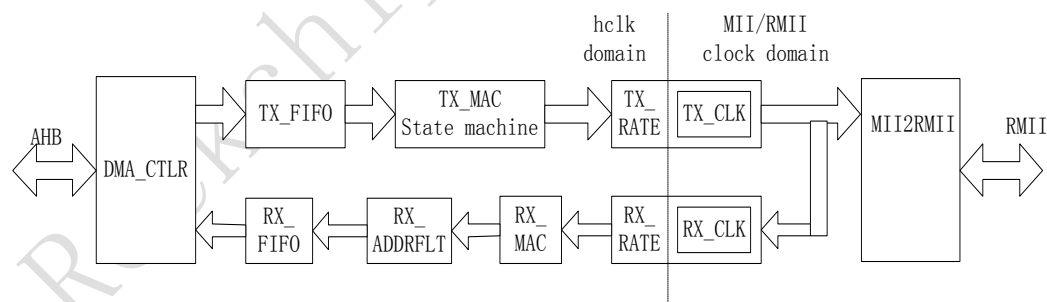 hclk
domain
MII/RMII
clock domain
AHB
DMA_CTLR
TX_FIFO
TX_MAC
State machine
TX_
RATE
TX_CLK
MII2RMII
RMII
RX_
FIFO
RX_
ADDRFLT
RX_
MAC
RX_
RATE
RX_CLK